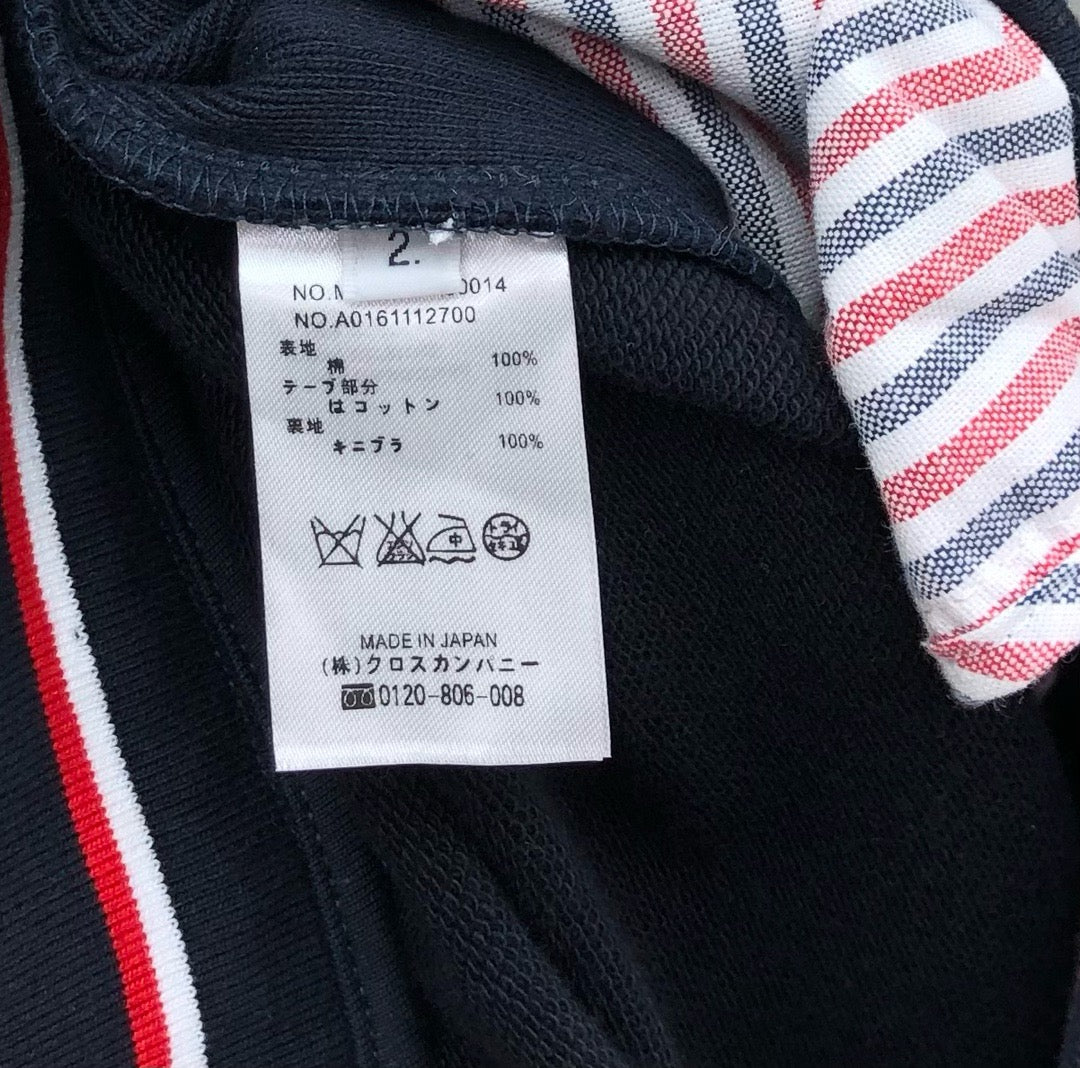 2.
NO.M 0014
NO.A0161112700
表地
棉 100%
テープ部分
はコットン 100%
裏地
キニブラ 100%
中
MADE IN JAPAN
(株)クロスカンパニー
0120-806-008